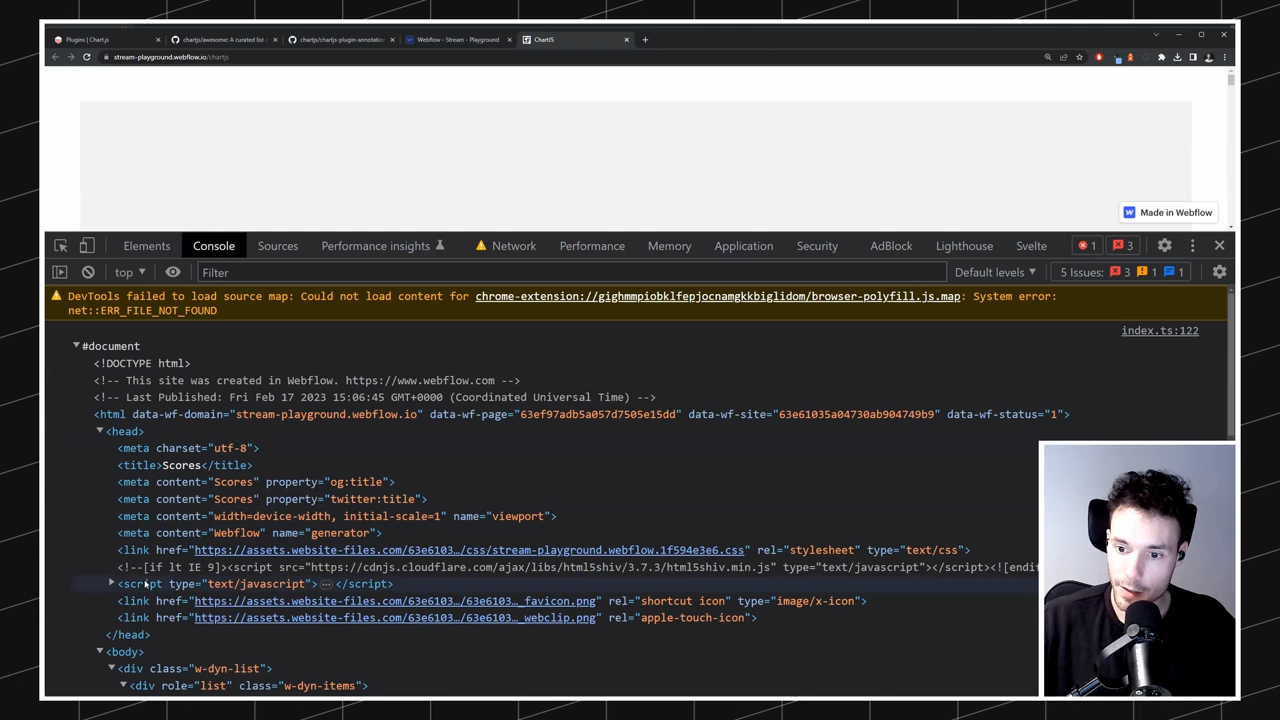 Plugins | Chart.js
chartjs/awesome: A curated list
chartjs/chartjs-plugin-annotation
Webflow - Stream - Playground
ChartJS
stream-playground.webflow.io/chartjs
Made in Webflow
Elements Console Sources Performance insights Network Performance Memory Application Security AdBlock Lighthouse Svelte 1 3
top Filter Default levels 5 Issues: 3 1 1
DevTools failed to load source map: Could not load content for chrome-extension://gighmmpiobklfepjocnamgkkbiglidom/browser-polyfill.js.map: System error:
net::ERR_FILE_NOT_FOUND
index.ts:122
#document
<!DOCTYPE html>
<!-- This site was created in Webflow. https://www.webflow.com -->
<!-- Last Published: Fri Feb 17 2023 15:06:45 GMT+0000 (Coordinated Universal Time) -->
<html data-wf-domain="stream-playground.webflow.io" data-wf-page="63ef97adb5a057d7505e15dd" data-wf-site="63e61035a04730ab904749b9" data-wf-status="1">
<head>
<meta charset="utf-8">
<title>Scores</title>
<meta content="Scores" property="og:title">
<meta content="Scores" property="twitter:title">
<meta content="width=device-width, initial-scale=1" name="viewport">
<meta content="Webflow" name="generator">
<link href="https://assets.website-files.com/63e6103…/css/stream-playground.webflow.1f594e3e6.css" rel="stylesheet" type="text/css">
<!--[if lt IE 9]><script src="https://cdnjs.cloudflare.com/ajax/libs/html5shiv/3.7.3/html5shiv.min.js" type="text/javascript"></script><![endif
<script type="text/javascript">…</script>
<link href="https://assets.website-files.com/63e6103…/63e6103…_favicon.png" rel="shortcut icon" type="image/x-icon">
<link href="https://assets.website-files.com/63e6103…/63e6103…_webclip.png" rel="apple-touch-icon">
</head>
<body>
<div class="w-dyn-list">
<div role="list" class="w-dyn-items">